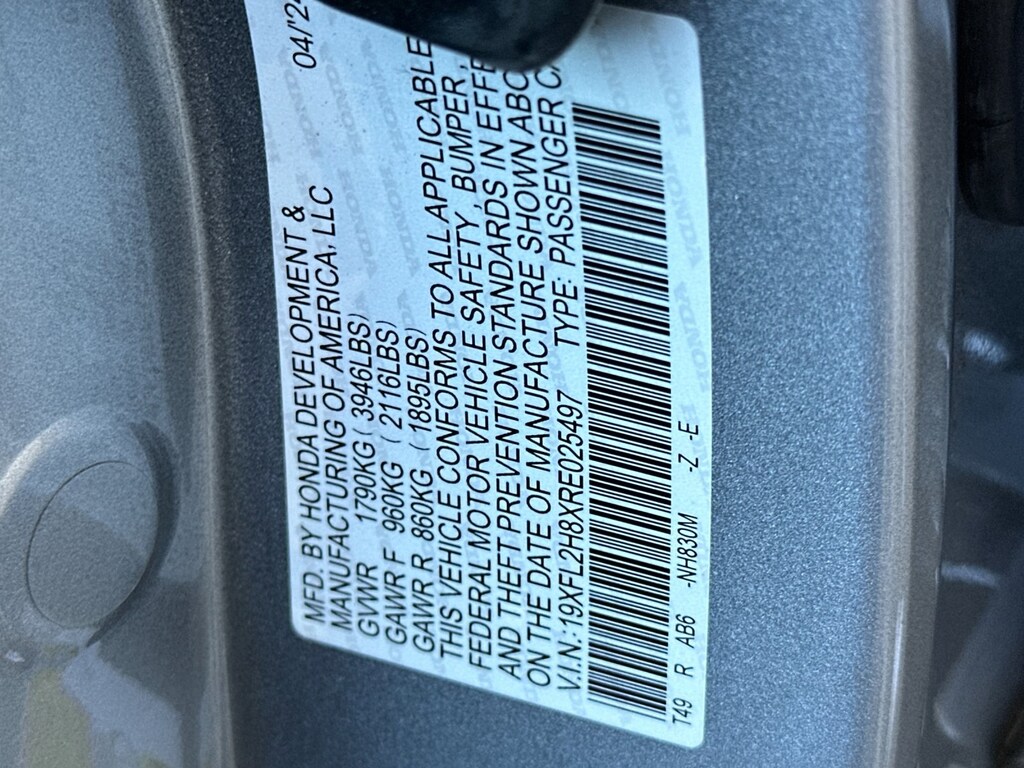 MFD. BY HONDA DEVELOPMENT &
MANUFACTURING OF AMERICA, LLC 04/'24
GVWR 1790KG ( 3946LBS)
GAWR F 960KG ( 2116LBS)
GAWR R 860KG ( 1895LBS)
THIS VEHICLE CONFORMS TO ALL APPLICABLE
FEDERAL MOTOR VEHICLE SAFETY , BUMPER ,
AND THEFT PREVENTION STANDARDS IN EFFE
ON THE DATE OF MANUFACTURE SHOWN ABO
V.I.N.: 19XFL2H8XRE025497 TYPE: PASSENGER C
T49 R AB6 -NH830M -Z -E